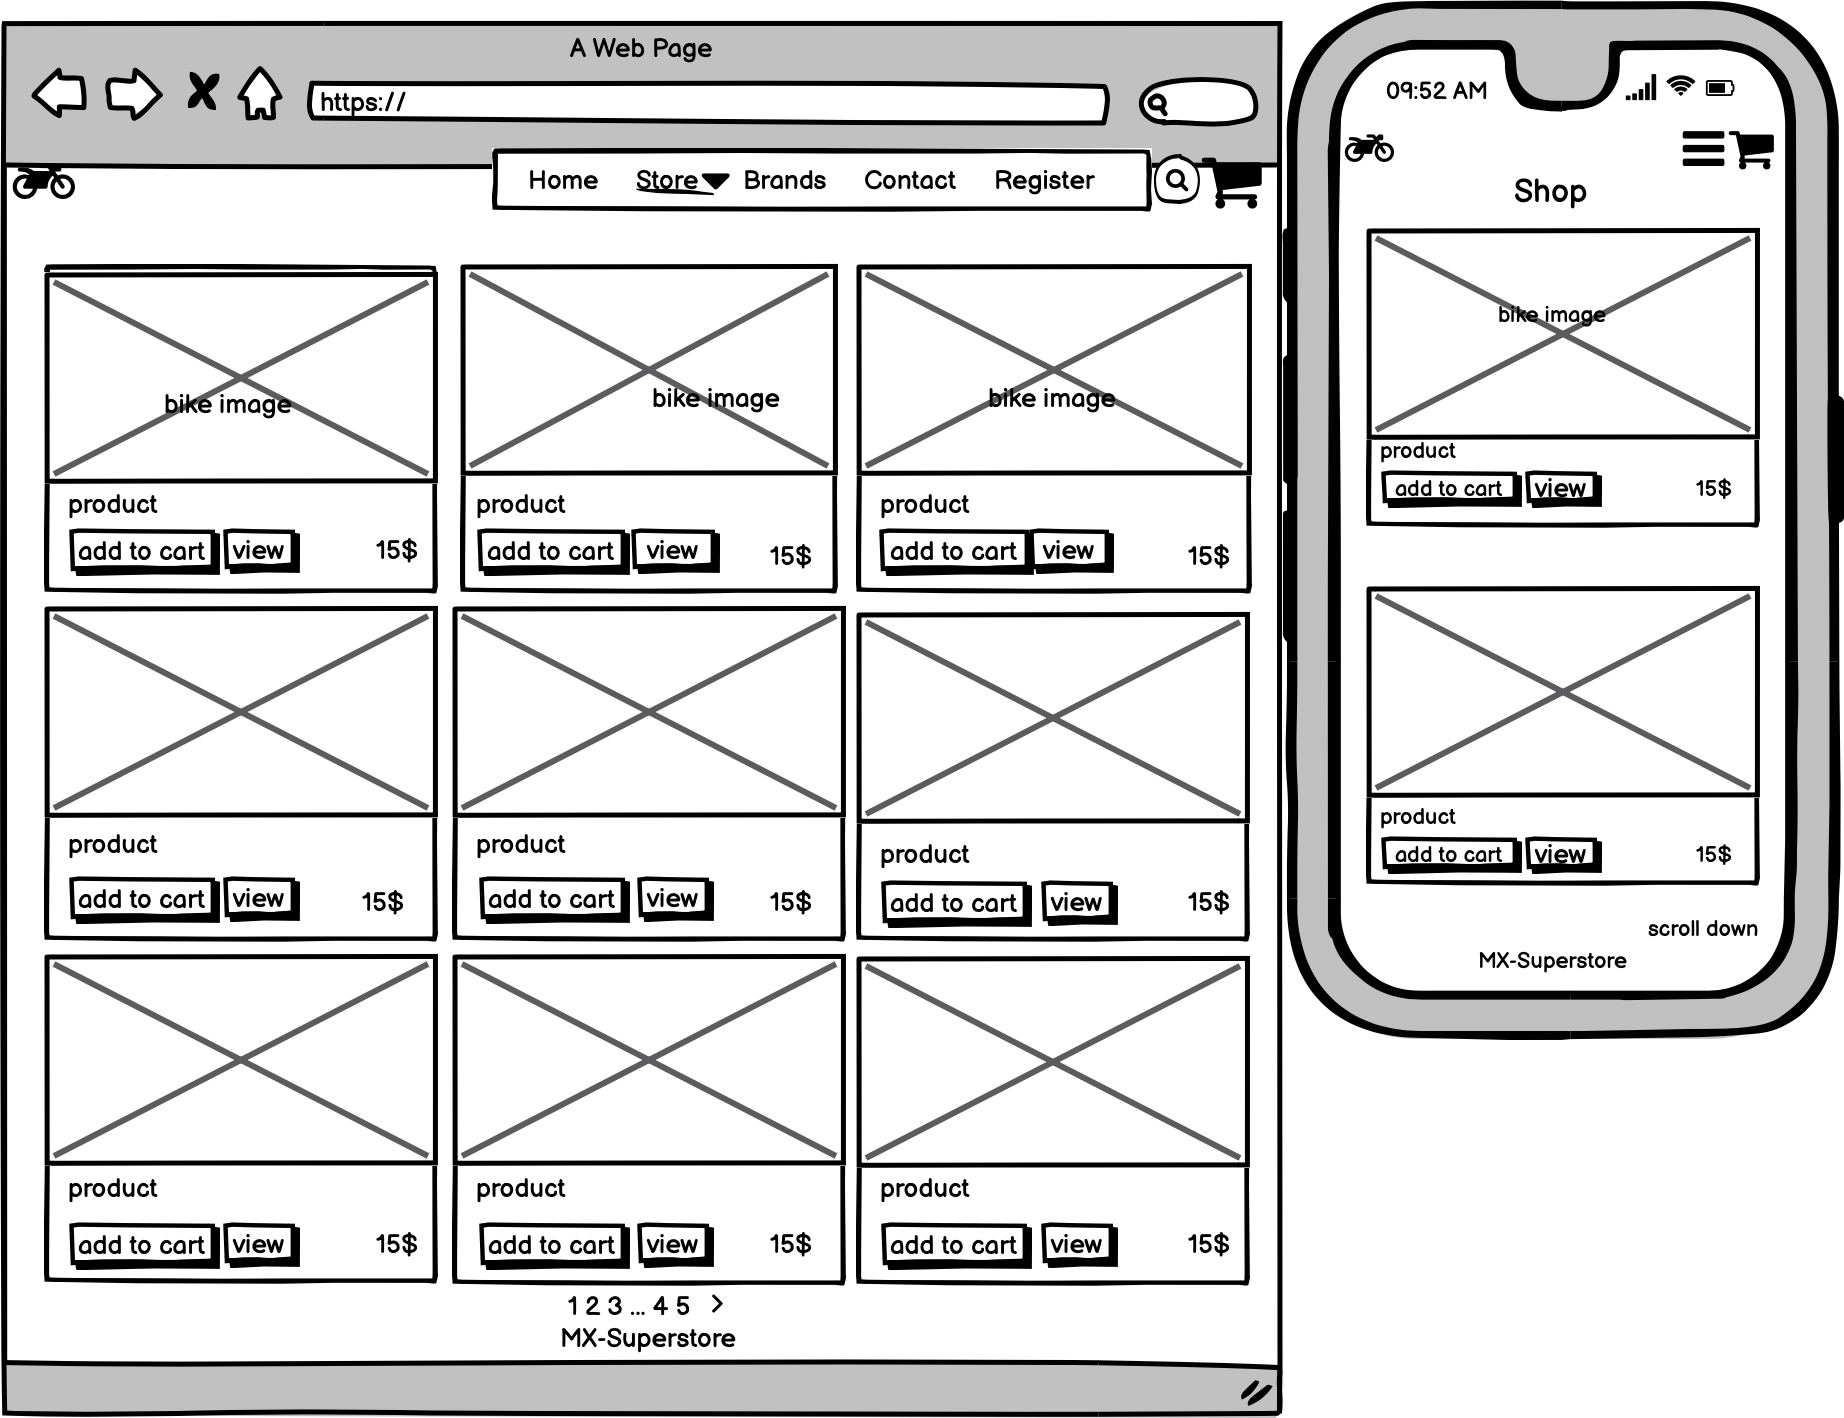 A Web Page
https://
Home Store Brands Contact Register
bike image bike image bike image
product product product
add to cart view 15$ add to cart view 15$ add to cart view 15$
product product product
add to cart view 15$ add to cart view 15$ add to cart view 15$
product product product
add to cart view 15$ add to cart view 15$ add to cart view 15$
1 2 3 ... 4 5 >
MX-Superstore
09:52 AM
Shop
bike image
product
add to cart view 15$
product
add to cart view 15$
scroll down
MX-Superstore